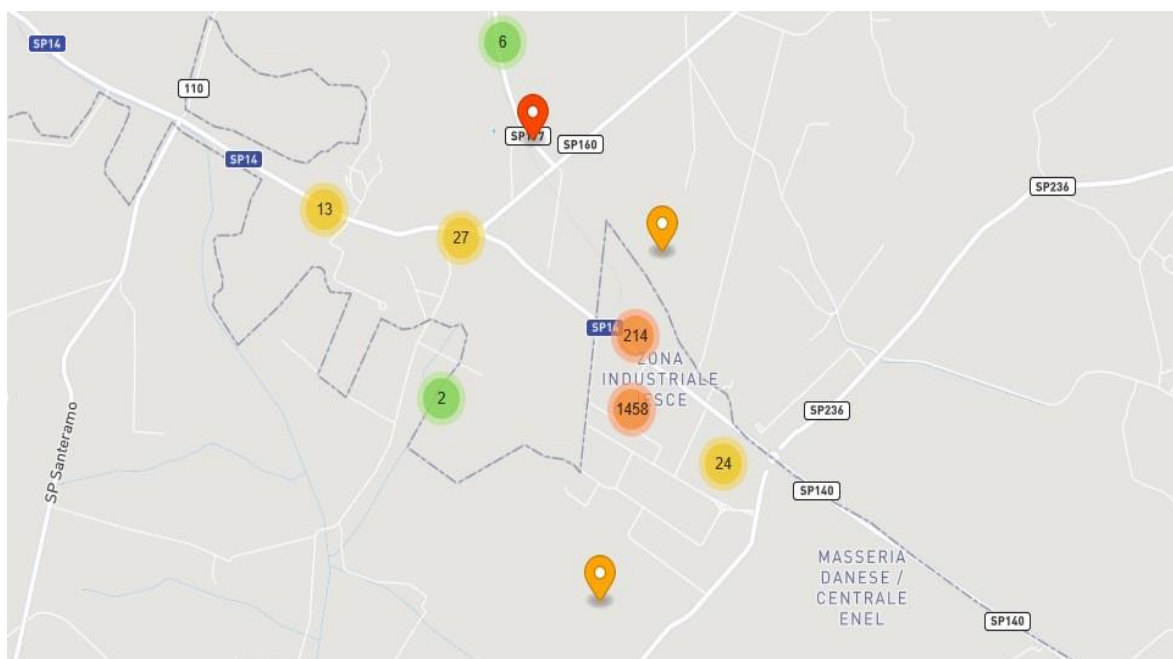 6
SP14
110
SP160
SP14
SP236
13
27
SP14
214
ZONA
INDUSTRIALE
2
1458
SP236
24
SP Santeramo
SP140
MASSERIA
DANESE /
CENTRALE
ENEL
SP140